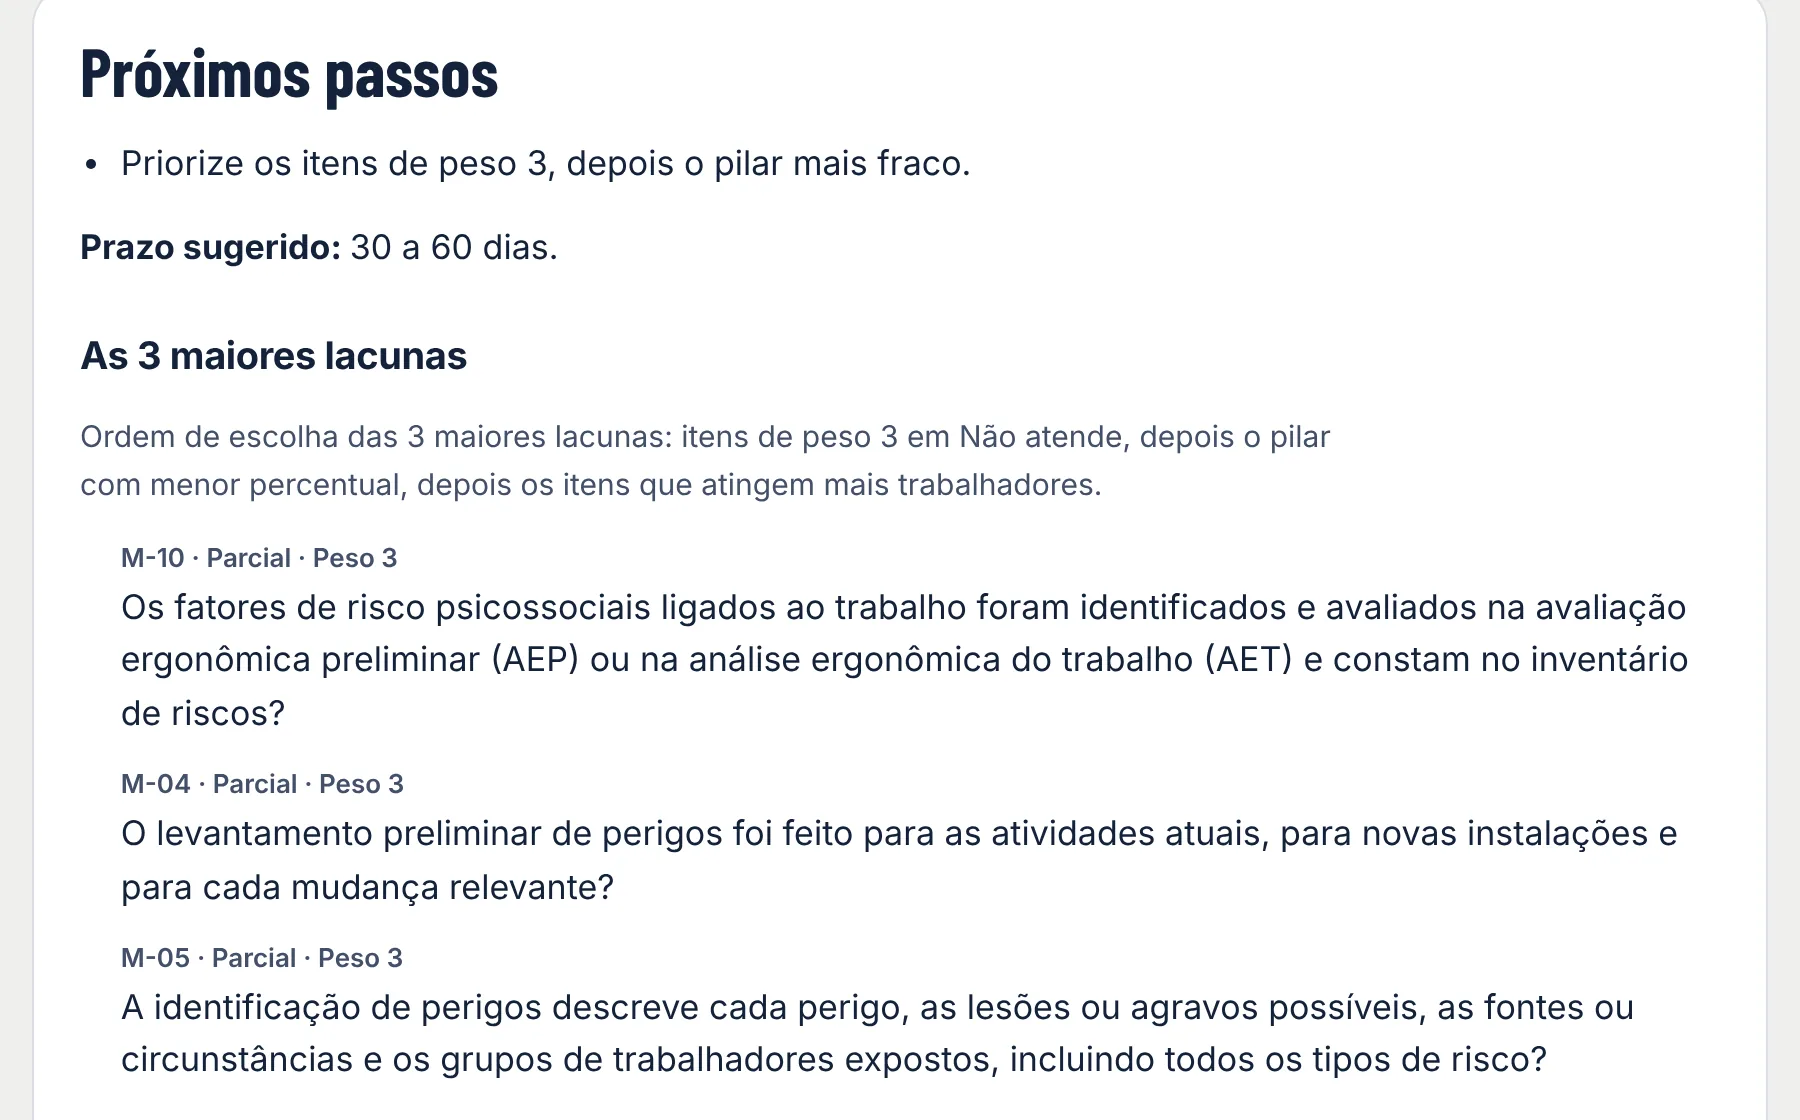 Próximos passos
• Priorize os itens de peso 3, depois o pilar mais fraco.
Prazo sugerido: 30 a 60 dias.
As 3 maiores lacunas
Ordem de escolha das 3 maiores lacunas: itens de peso 3 em Não atende, depois o pilar
com menor percentual, depois os itens que atingem mais trabalhadores.
M-10 · Parcial · Peso 3
Os fatores de risco psicossociais ligados ao trabalho foram identificados e avaliados na avaliação
ergonômica preliminar (AEP) ou na análise ergonômica do trabalho (AET) e constam no inventário
de riscos?
M-04 · Parcial · Peso 3
O levantamento preliminar de perigos foi feito para as atividades atuais, para novas instalações e
para cada mudança relevante?
M-05 · Parcial · Peso 3
A identificação de perigos descreve cada perigo, as lesões ou agravos possíveis, as fontes ou
circunstâncias e os grupos de trabalhadores expostos, incluindo todos os tipos de risco?